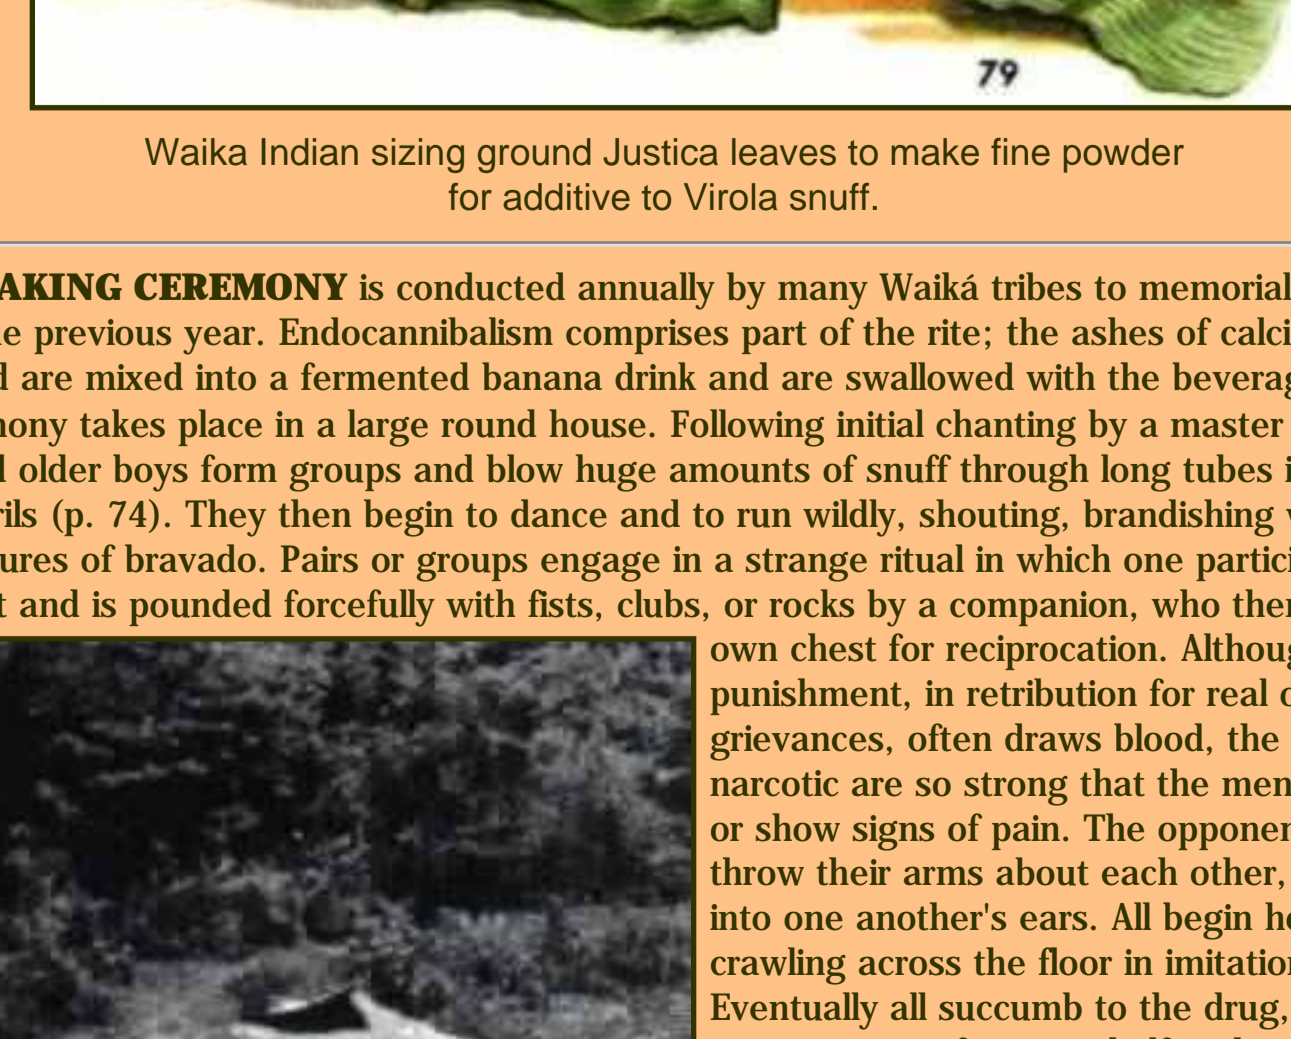 79
Waika Indian sizing ground Justica leaves to make fine powder
for additive to Virola snuff.
AKING CEREMONY is conducted annually by many Waiká tribes to memorial
e previous year. Endocannibalism comprises part of the rite; the ashes of calci
d are mixed into a fermented banana drink and are swallowed with the beverag
nony takes place in a large round house. Following initial chanting by a master
d older boys form groups and blow huge amounts of snuff through long tubes i
rils (p. 74). They then begin to dance and to run wildly, shouting, brandishing
ures of bravado. Pairs or groups engage in a strange ritual in which one partici
t and is pounded forcefully with fists, clubs, or rocks by a companion, who then
own chest for reciprocation. Althoug
punishment, in retribution for real o
grievances, often draws blood, the
narcotic are so strong that the men
or show signs of pain. The opponen
throw their arms about each other,
into one another's ears. All begin ho
crawling across the floor in imitation
Eventually all succumb to the drug,